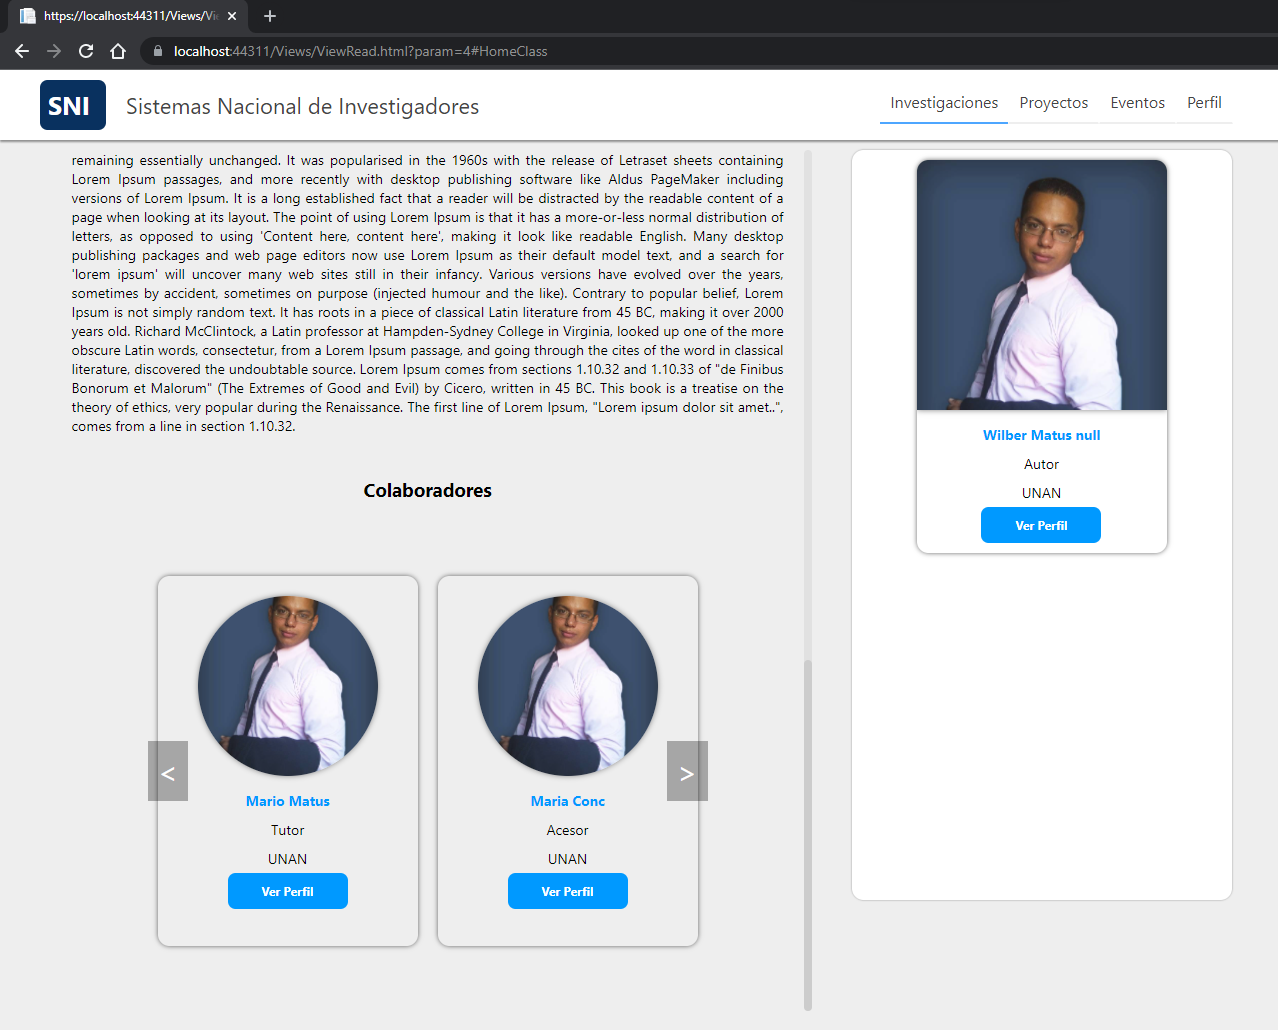 https://localhost:44311/Views/Vi
localhost:44311/Views/ViewRead.html?param=4#HomeClass
SNI
Sistemas Nacional de Investigadores
Investigaciones
Proyectos
Eventos
Perfil
remaining essentially unchanged. It was popularised in the 1960s with the release of Letraset sheets containing
Lorem Ipsum passages, and more recently with desktop publishing software like Aldus PageMaker including
versions of Lorem Ipsum. It is a long established fact that a reader will be distracted by the readable content of a
page when looking at its layout. The point of using Lorem Ipsum is that it has a more-or-less normal distribution of
letters, as opposed to using 'Content here, content here', making it look like readable English. Many desktop
publishing packages and web page editors now use Lorem Ipsum as their default model text, and a search for
'lorem ipsum' will uncover many web sites still in their infancy. Various versions have evolved over the years,
sometimes by accident, sometimes on purpose (injected humour and the like). Contrary to popular belief, Lorem
Ipsum is not simply random text. It has roots in a piece of classical Latin literature from 45 BC, making it over 2000
years old. Richard McClintock, a Latin professor at Hampden-Sydney College in Virginia, looked up one of the more
obscure Latin words, consectetur, from a Lorem Ipsum passage, and going through the cites of the word in classical
literature, discovered the undoubtable source. Lorem Ipsum comes from sections 1.10.32 and 1.10.33 of "de Finibus
Bonorum et Malorum" (The Extremes of Good and Evil) by Cicero, written in 45 BC. This book is a treatise on the
theory of ethics, very popular during the Renaissance. The first line of Lorem Ipsum, "Lorem ipsum dolor sit amet..",
comes from a line in section 1.10.32.
Colaboradores
<
Mario Matus
Tutor
UNAN
Ver Perfil
Maria Conc
Acesor
UNAN
Ver Perfil
>
Wilber Matus null
Autor
UNAN
Ver Perfil